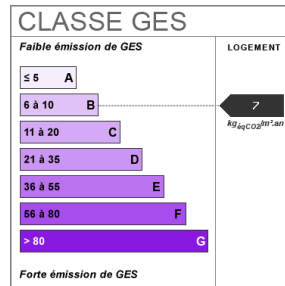 CLASSE GES
Faible émission de GES
LOGEMENT
≤ 5 A
6 à 10 B
7
kgéqCO2/m².an
11 à 20 C
21 à 35 D
36 à 55 E
56 à 80 F
> 80 G
Forte émission de GES